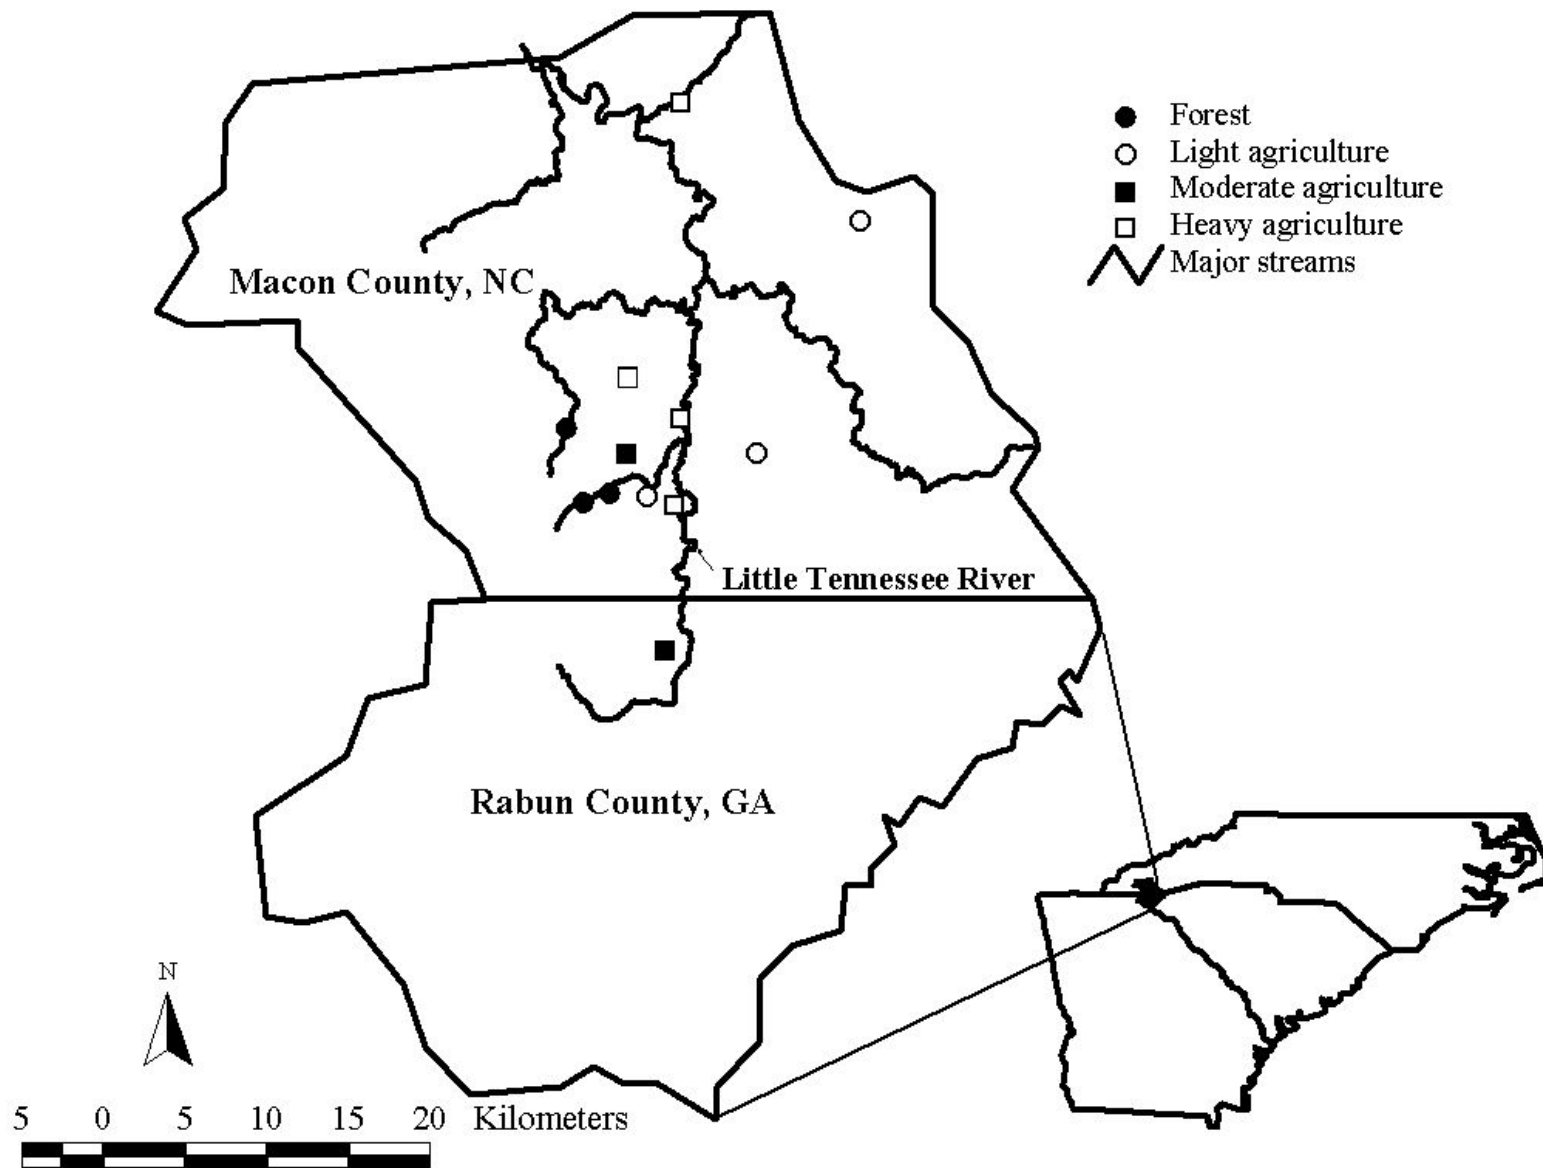 Forest
Light agriculture
Moderate agriculture
Heavy agriculture
Major streams
Macon County, NC
Little Tennessee River
Rabun County, GA
N
5 0 5 10 15 20 Kilometers